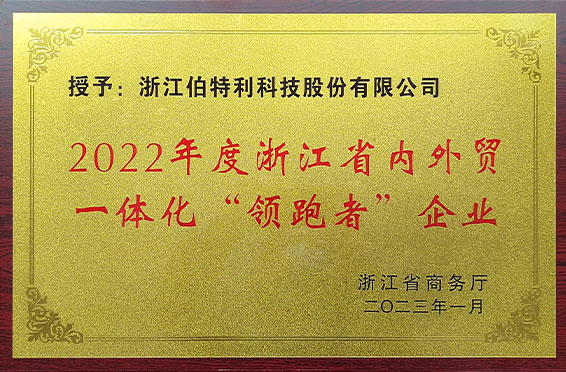 授予：浙江伯特利科技股份有限公司
2022年度浙江省内外贸
一体化“领跑者”企业
浙江省商务厅
二〇二三年一月